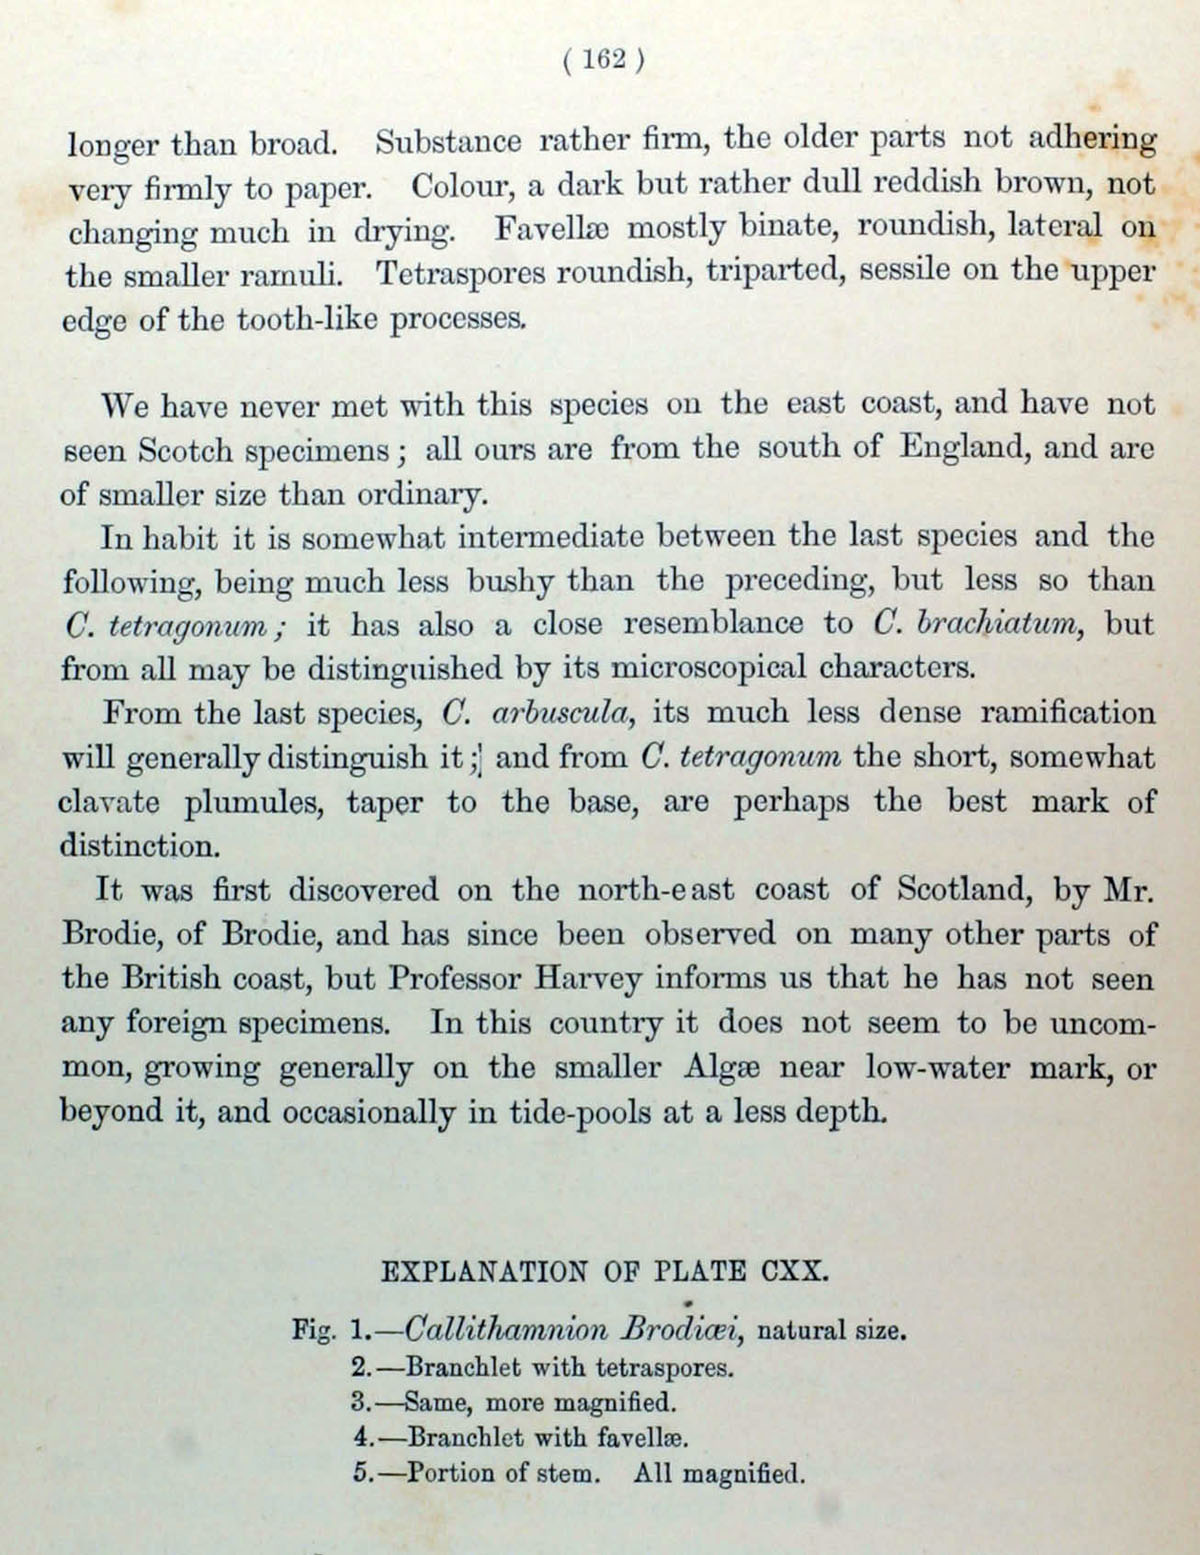 ( 162 )
longer than broad. Substance rather firm, the older parts not adhering
very firmly to paper. Colour, a dark but rather dull reddish brown, not
changing much in drying. Favellæ mostly binate, roundish, lateral on
the smaller ramuli. Tetraspores roundish, triparted, sessile on the upper
edge of the tooth-like processes.
We have never met with this species on the east coast, and have not
seen Scotch specimens; all ours are from the south of England, and are
of smaller size than ordinary.
In habit it is somewhat intermediate between the last species and the
following, being much less bushy than the preceding, but less so than
C. tetragonum; it has also a close resemblance to C. brachiatum, but
from all may be distinguished by its microscopical characters.
From the last species, C. arbuscula, its much less dense ramification
will generally distinguish it; and from C. tetragonum the short, somewhat
clavate plumules, taper to the base, are perhaps the best mark of
distinction.
It was first discovered on the north-east coast of Scotland, by Mr.
Brodie, of Brodie, and has since been observed on many other parts of
the British coast, but Professor Harvey informs us that he has not seen
any foreign specimens. In this country it does not seem to be uncom-
mon, growing generally on the smaller Algæ near low-water mark, or
beyond it, and occasionally in tide-pools at a less depth.
EXPLANATION OF PLATE CXX.
Fig. 1.—Callithamnion Brodiœi, natural size.
2.—Branchlet with tetraspores.
3.—Same, more magnified.
4.—Branchlet with favellæ.
5.—Portion of stem. All magnified.